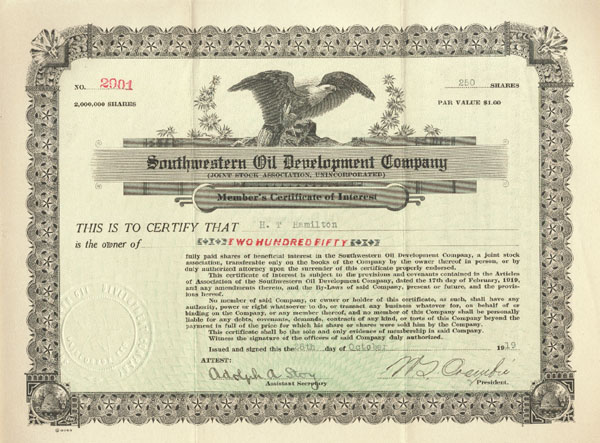 NO. 2901
250 SHARES
2,000,000 SHARES
PAR VALUE $1.00
Southwestern Oil Development Company
(JOINT STOCK ASSOCIATION, UNINCORPORATED)
Member's Certificate of Interest
THIS IS TO CERTIFY THAT H. T Hamilton
is the owner of TWO HUNDRED FIFTY
fully paid shares of beneficial interest in the Southwestern Oil Development Company, a joint stock
association, transferable only on the books of the Company by the owner thereof in person, or by
duly authorized attorney upon the surrender of this certificate properly endorsed.
This certificate of interest is subject to the provisions and covenants contained in the Articles
of Association of the Southwestern Oil Development Company, dated the 17th day of February, 1919,
and any amendments thereto, and the By-Laws of said Company, present or future, and the provis-
ions hereof.
No member of said Company, or owner or holder of this certificate, as such, shall have any
authority, power or right whatsoever to do, or transact any business whatever for, on behalf of or
binding on the Company, or any member thereof, and no member of this Company shall be personally
liable for any debts, covenants, demands, contracts of any kind, or torts of this Company beyond the
payment in full of the price for which his share or shares were sold him by the Company.
This certificate shall be the sole and only evidence of membership in said Company.
Witness the signature of the officers of said Company duly authorized.
Issued and signed this the 28th day of October 1919
ATTEST:
Adolph A
Assistant Secretary
President.